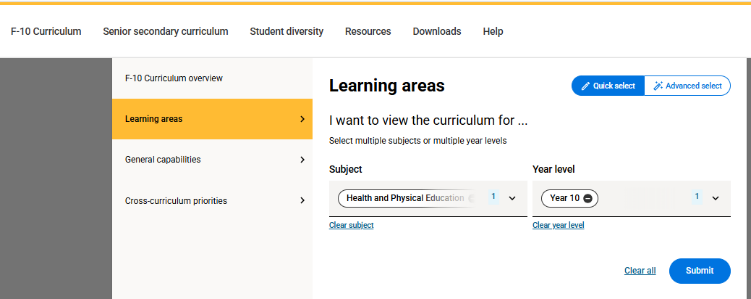 F-10 Curriculum Senior secondary curriculum Student diversity Resources Downloads Help
F-10 Curriculum overview
Learning areas
General capabilities
Cross-curriculum priorities
Learning areas
Quick select Advanced select
I want to view the curriculum for ...
Select multiple subjects or multiple year levels
Subject Year level
Health and Physical Education 1 Year 10 1
Clear subject Clear year level
Clear all Submit